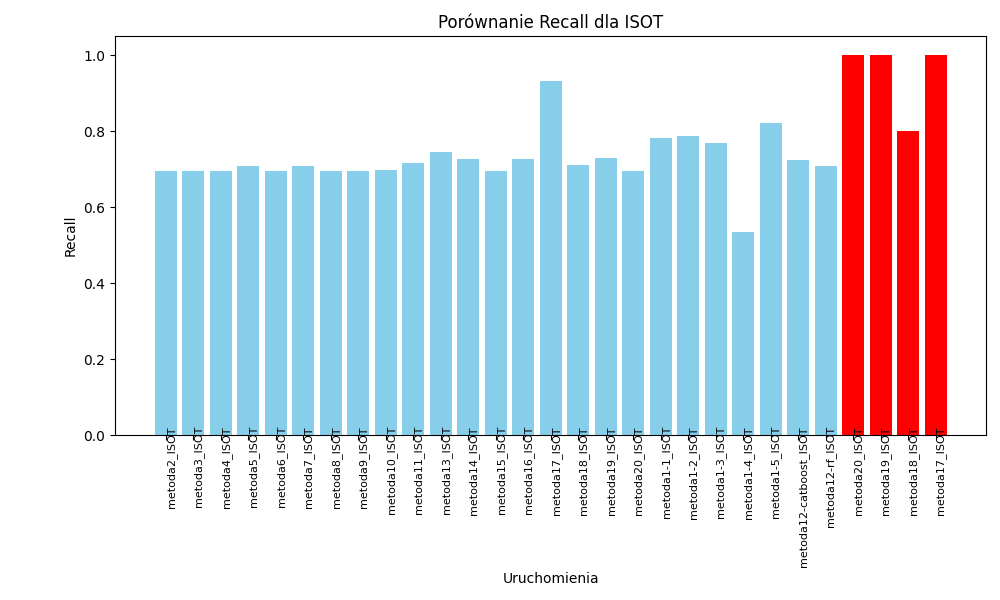 Porównanie Recall dla ISOT
Recall
1.0
0.8
0.6
0.4
0.2
0.0
metoda2_ISOT
metoda3_ISOT
metoda4_ISOT
metoda5_ISOT
metoda6_ISOT
metoda7_ISOT
metoda8_ISOT
metoda9_ISOT
metoda10_ISOT
metoda11_ISOT
metoda13_ISOT
metoda14_ISOT
metoda15_ISOT
metoda16_ISOT
metoda17_ISOT
metoda18_ISOT
metoda19_ISOT
metoda20_ISOT
metoda1-1_ISOT
metoda1-2_ISOT
metoda1-3_ISOT
metoda1-4_ISOT
metoda1-5_ISOT
metoda12-catboost_ISOT
metoda12-rf_ISOT
metoda20_ISOT
metoda19_ISOT
metoda18_ISOT
metoda17_ISOT
Uruchomienia